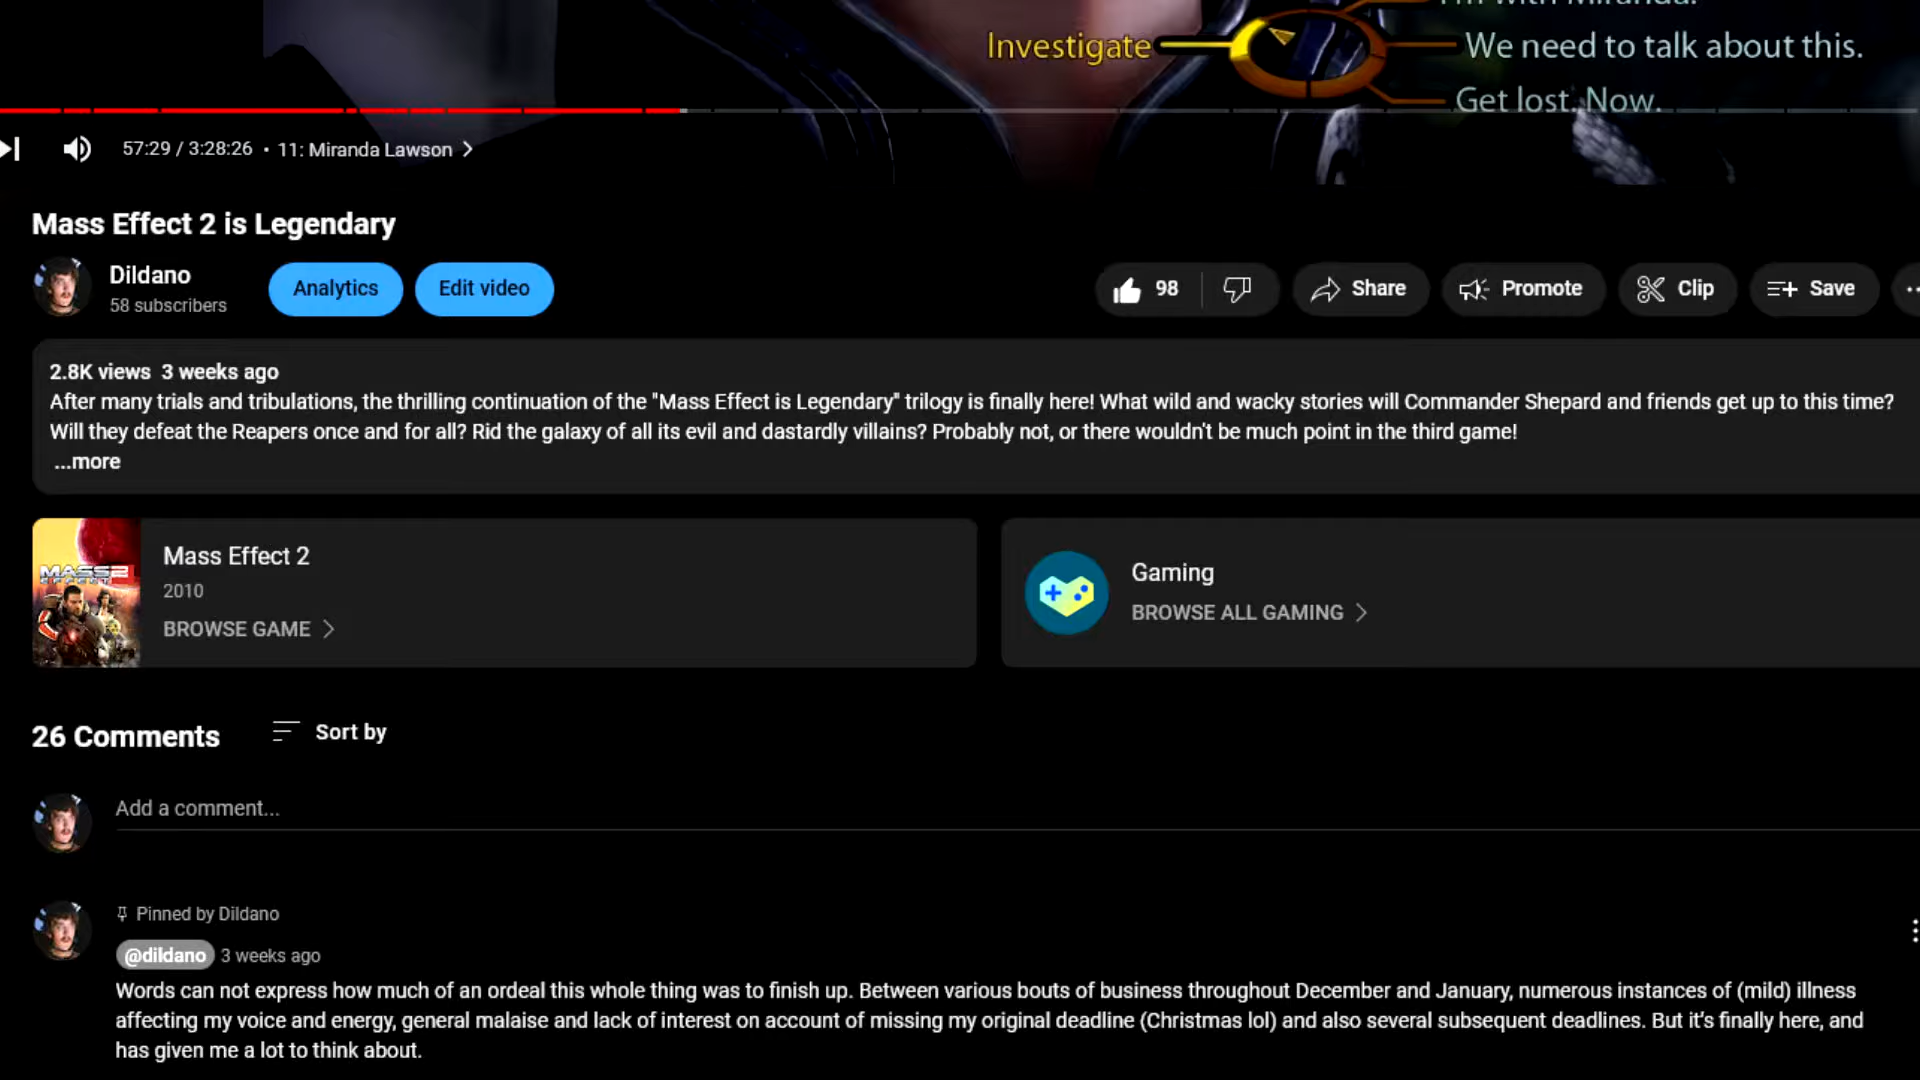 I'm with Miranda.
Investigate
We need to talk about this.
Get lost. Now.
57:29 / 3:28:26 • 11: Miranda Lawson
Mass Effect 2 is Legendary
Dildano
58 subscribers
Analytics
Edit video
98
Share
Promote
Clip
Save
2.8K views 3 weeks ago
After many trials and tribulations, the thrilling continuation of the "Mass Effect is Legendary" trilogy is finally here! What wild and wacky stories will Commander Shepard and friends get up to this time?
Will they defeat the Reapers once and for all? Rid the galaxy of all its evil and dastardly villains? Probably not, or there wouldn't be much point in the third game!
...more
MASS EFFECT 2
Mass Effect 2
2010
BROWSE GAME
Gaming
BROWSE ALL GAMING
26 Comments
Sort by
Add a comment...
Pinned by Dildano
@dildano 3 weeks ago
Words can not express how much of an ordeal this whole thing was to finish up. Between various bouts of business throughout December and January, numerous instances of (mild) illness
affecting my voice and energy, general malaise and lack of interest on account of missing my original deadline (Christmas lol) and also several subsequent deadlines. But it's finally here, and
has given me a lot to think about.